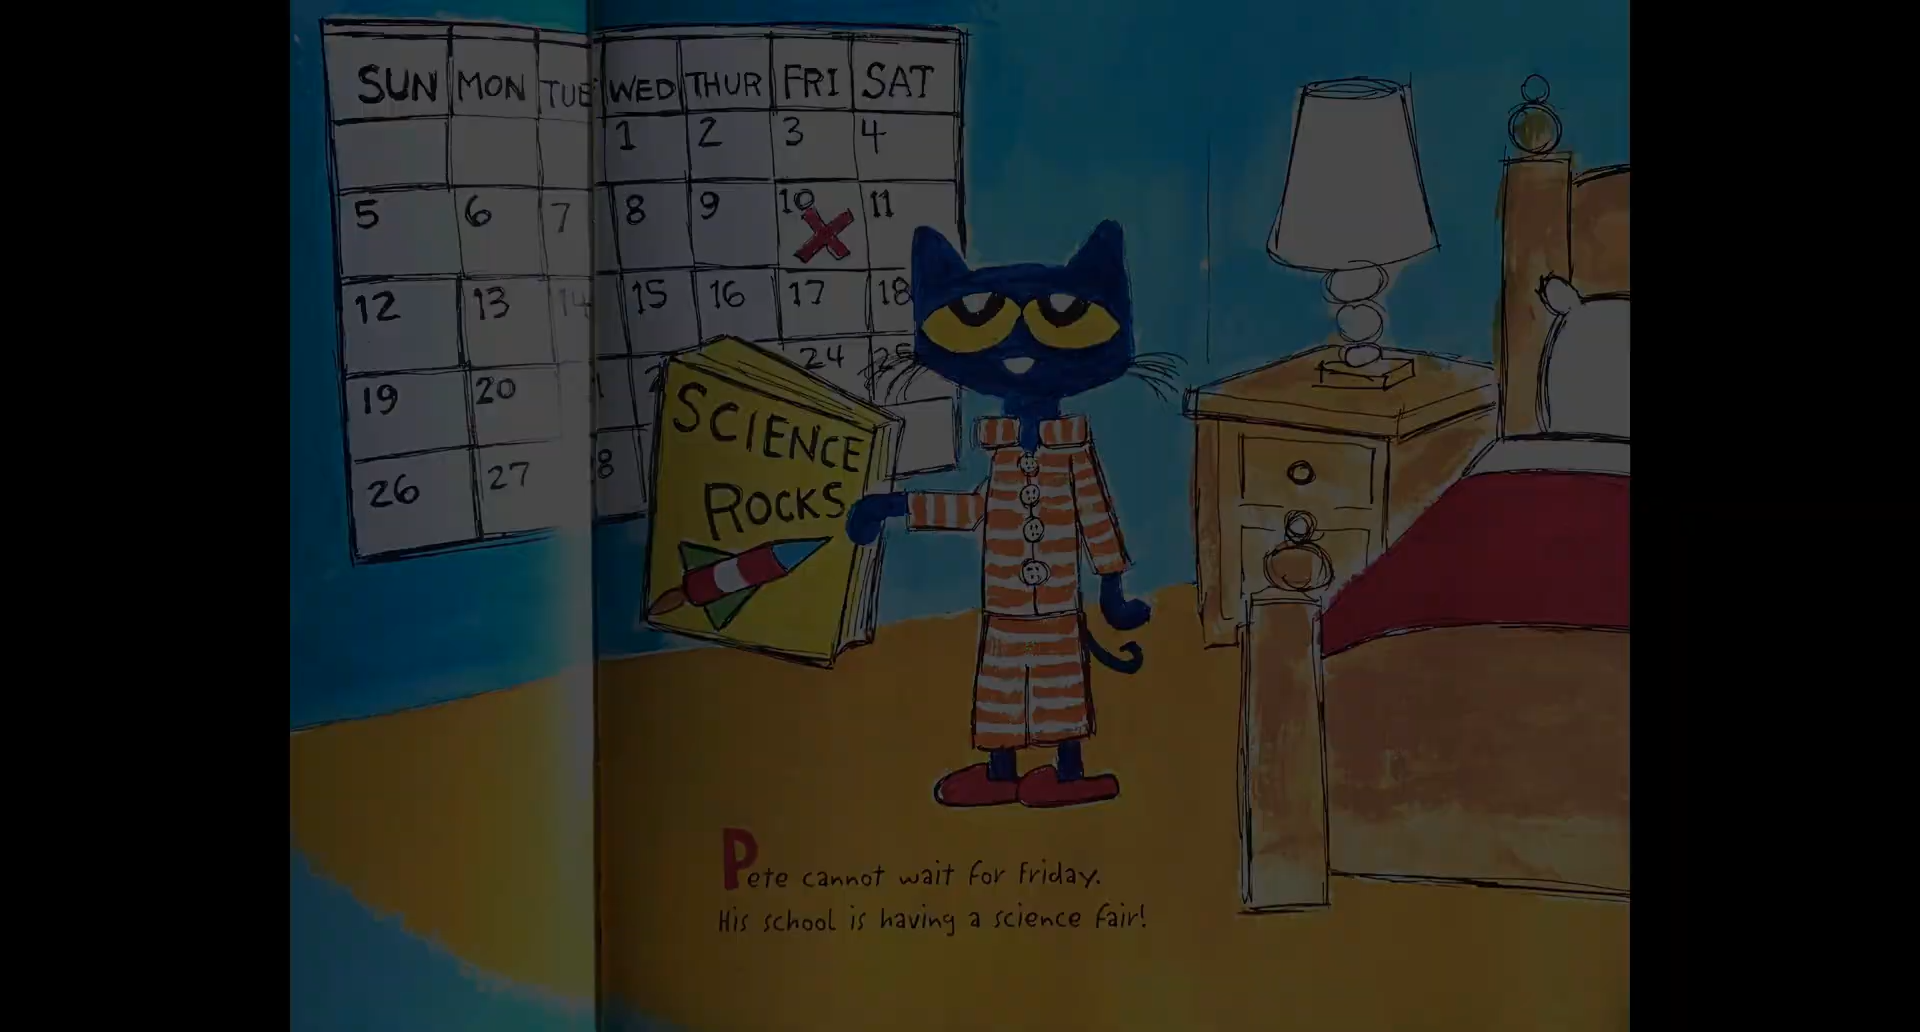 SUN MON TUE WED THUR FRI SAT
1 2 3 4
5 6 7 8 9 10 11
12 13 14 15 16 17 18
19 20 24 25
26 27
SCIENCE
ROCKS
Pete cannot wait for Friday.
His school is having a science fair!